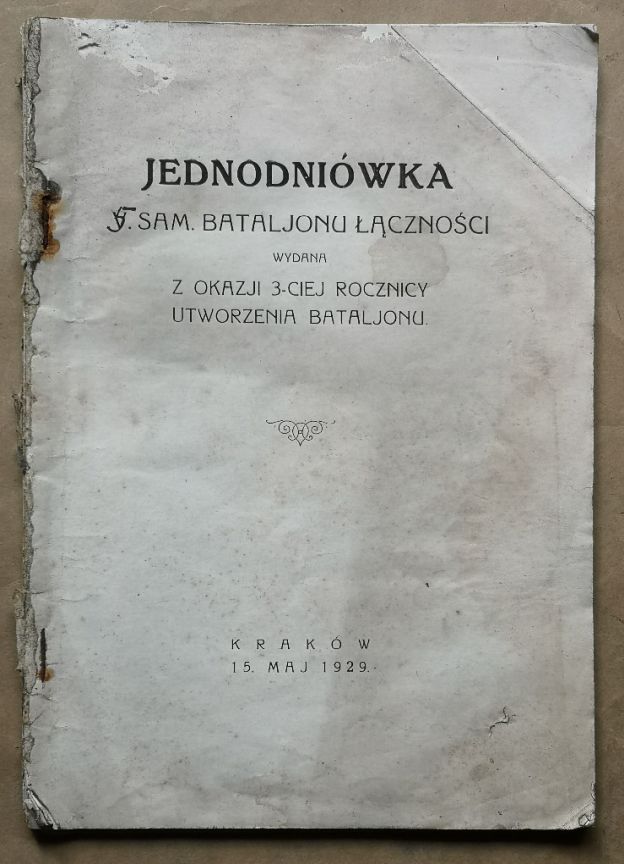 JEDNODNIÓWKA
5. SAM. BATALJONU ŁĄCZNOŚCI
WYDANA
Z OKAZJI 3-CIEJ ROCZNICY
UTWORZENIA BATALJONU.
KRAKÓW
15. MAJ 1929.